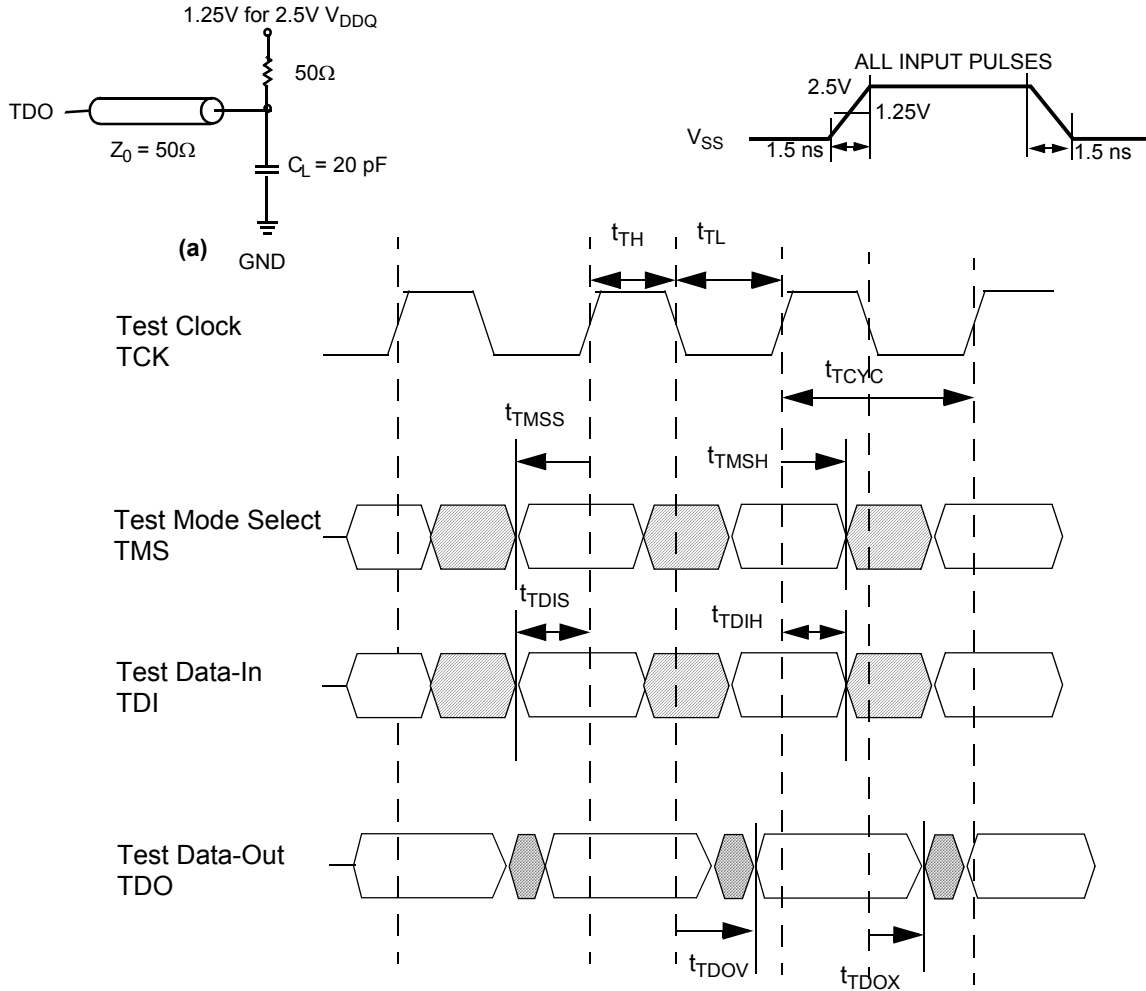 1.25V for 2.5V VDDQ
50Ω
TDO
Z0 = 50Ω
CL = 20 pF
(a)
GND
ALL INPUT PULSES
2.5V
1.25V
VSS
1.5 ns
1.5 ns
tTH
tTL
Test Clock
TCK
tTCYC
tTMSS
tTMSH
Test Mode Select
TMS
tTDIS
tTDIH
Test Data-In
TDI
Test Data-Out
TDO
tTDOV
tTDOX